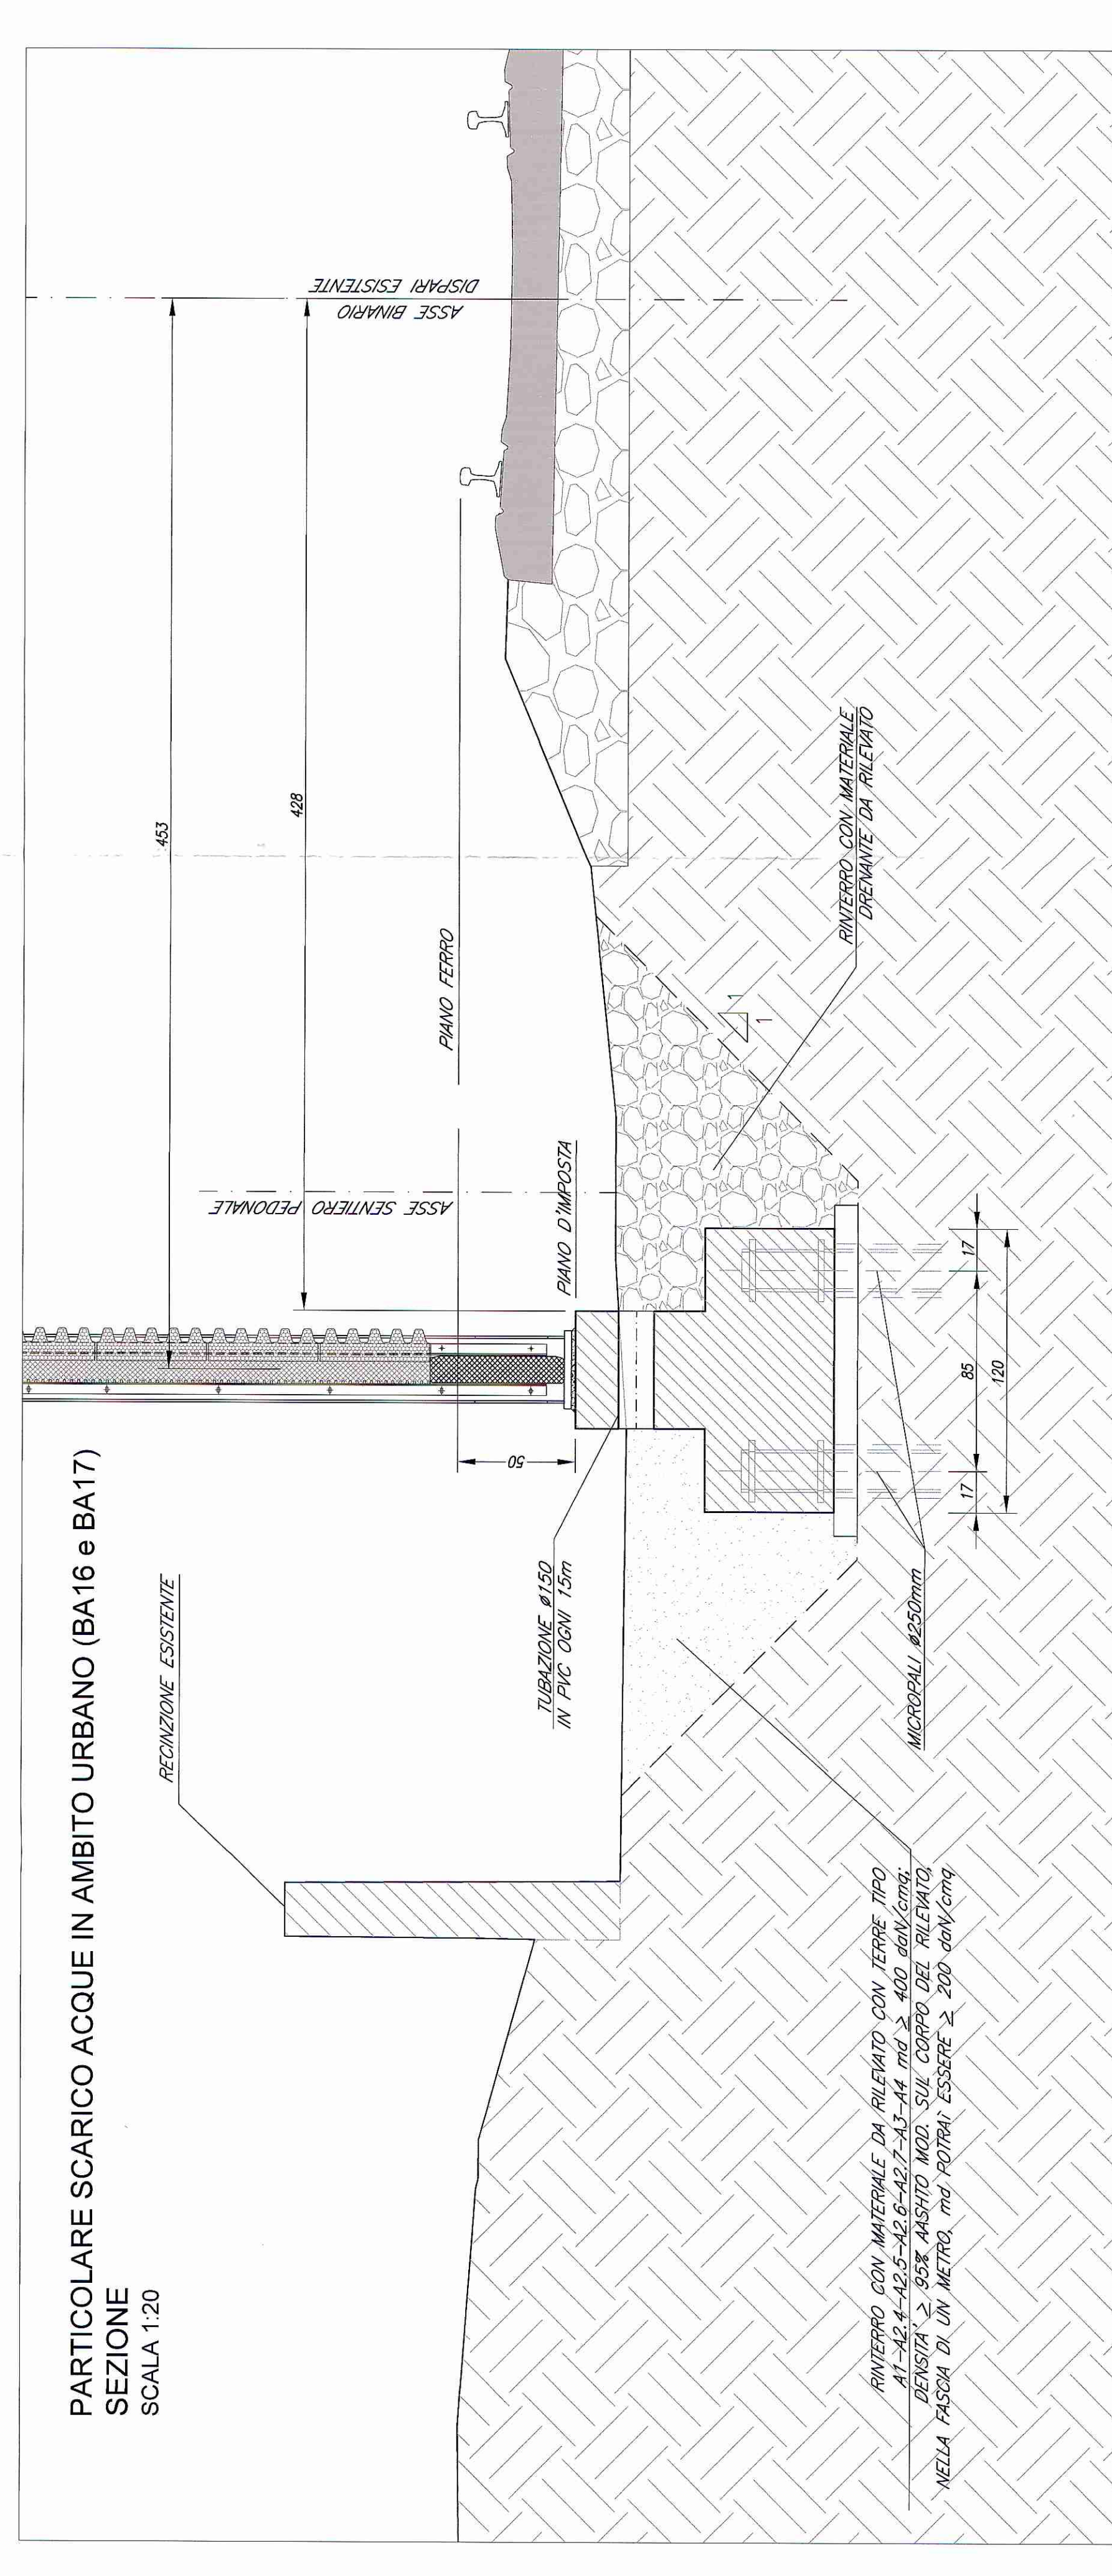 PARTICOLARE SCARICO ACQUE IN AMBITO URBANO (BA16 e BA17)
SEZIONE
SCALA 1:20
RECINZIONE ESISTENTE
453
428
ASSE BINARIO
DISPARI ESISTENTE
ASSE SENTIERO PEDONALE
PIANO FERRO
PIANO D'IMPOSTA
50
TUBAZIONE ø150
IN PVC OGNI 15m
1
1
RINTERRO CON MATERIALE
DRENANTE DA RILEVATO
RINTERRO CON MATERIALE DA RILEVATO CON TERRE TIPO
A1-A2.4-A2.5-A2.6-A2.7-A3-A4 md ≥ 400 daN/cmq;
DENSITA' ≥ 95% AASHTO MOD. SUL CORPO DEL RILEVATO,
NELLA FASCIA DI UN METRO, md POTRAI' ESSERE ≥ 200 daN/cmq
MICROPALI ø250mm
17
85
17
120